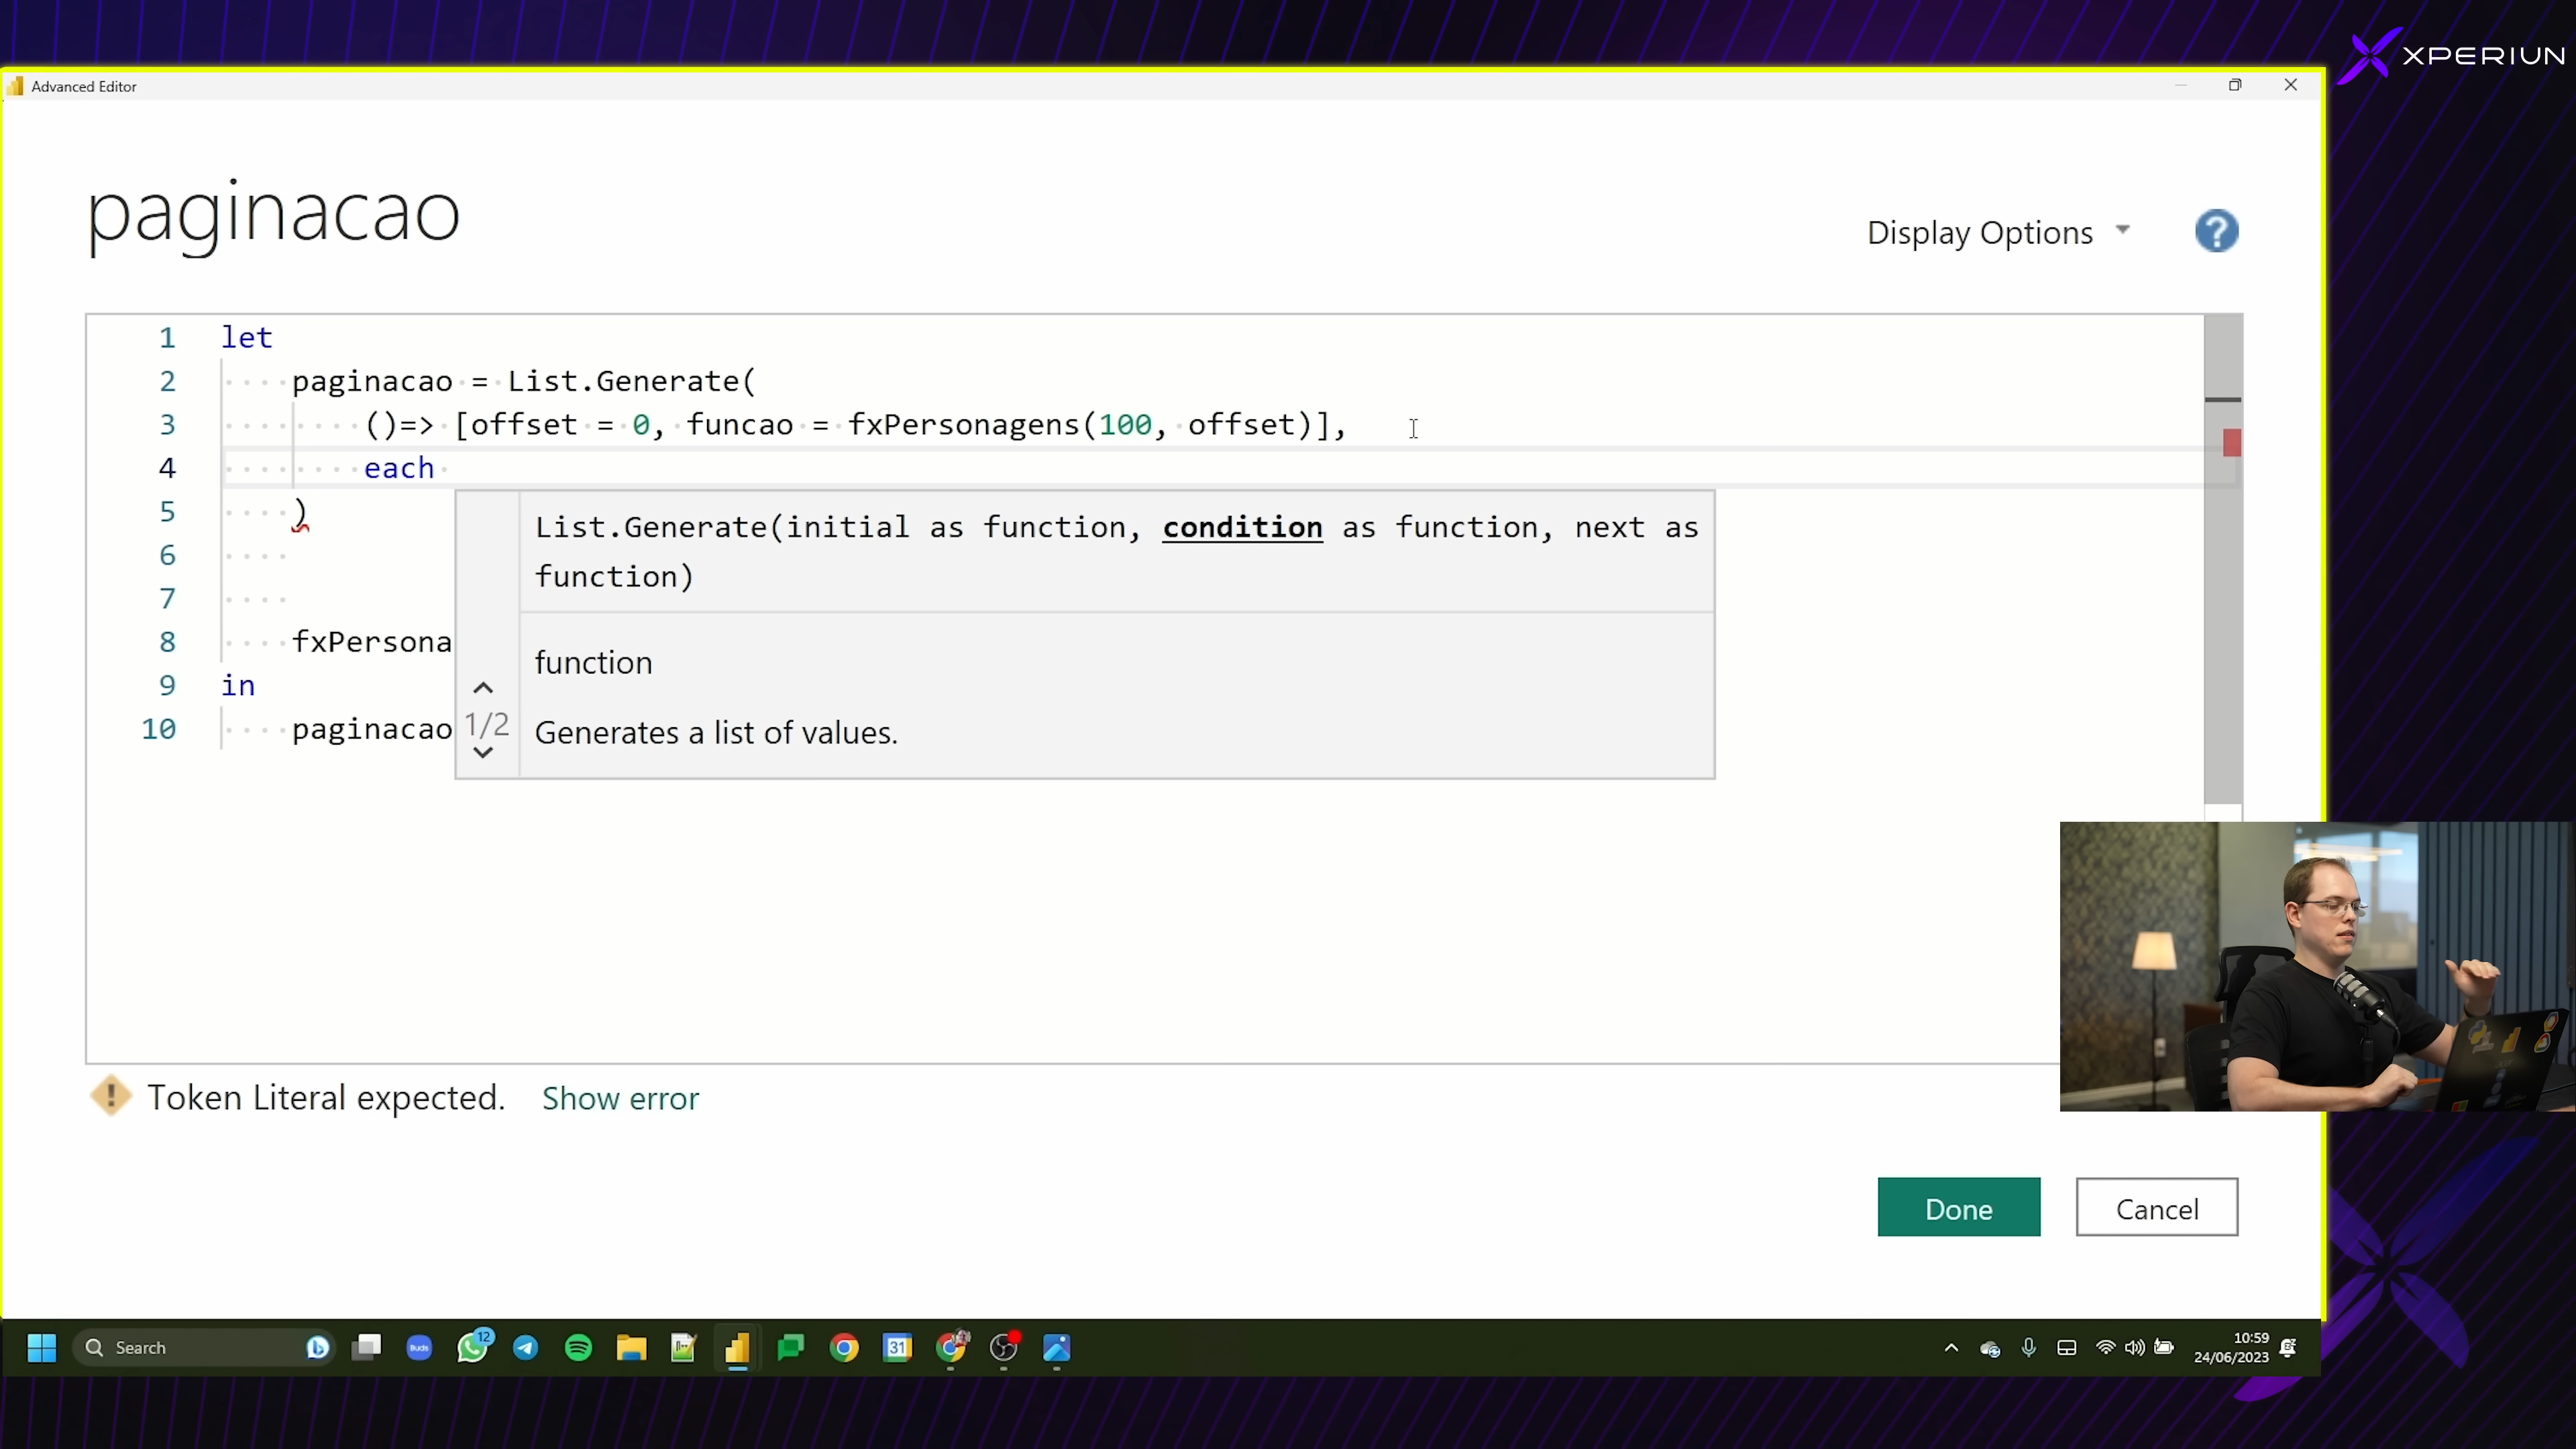 XPERIUN
Advanced Editor
paginacao
Display Options
?
1 let
2 paginacao = List.Generate(
3 ()=> [offset = 0, funcao = fxPersonagens(100, offset)],
4 each
5 )
6
7
8 fxPersona
9 in
10 paginacao
List.Generate(initial as function, condition as function, next as
function)
function
1/2
Generates a list of values.
Token Literal expected. Show error
Done
Cancel
Search
Buds
12
31
10:59
24/06/2023